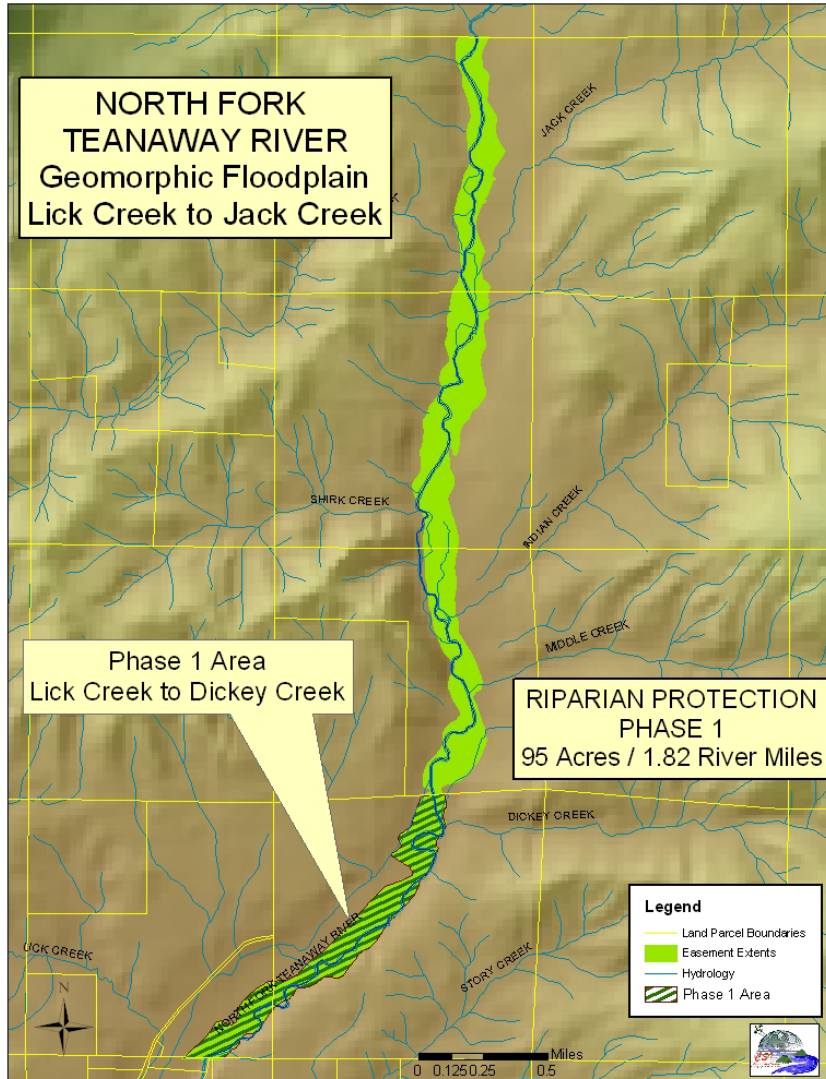 NORTH FORK
TEANAWAY RIVER
Geomorphic Floodplain
Lick Creek to Jack Creek
JACK CREEK
SHIRK CREEK
INDIAN CREEK
MIDDLE CREEK
Phase 1 Area
Lick Creek to Dickey Creek
RIPARIAN PROTECTION
PHASE 1
95 Acres / 1.82 River Miles
DICKEY CREEK
LICK CREEK
NORTH FORK TEANAWAY RIVER
STORY CREEK
N
Legend
Land Parcel Boundaries
Easement Extents
Hydrology
Phase 1 Area
Miles
0 0.125 0.25 0.5